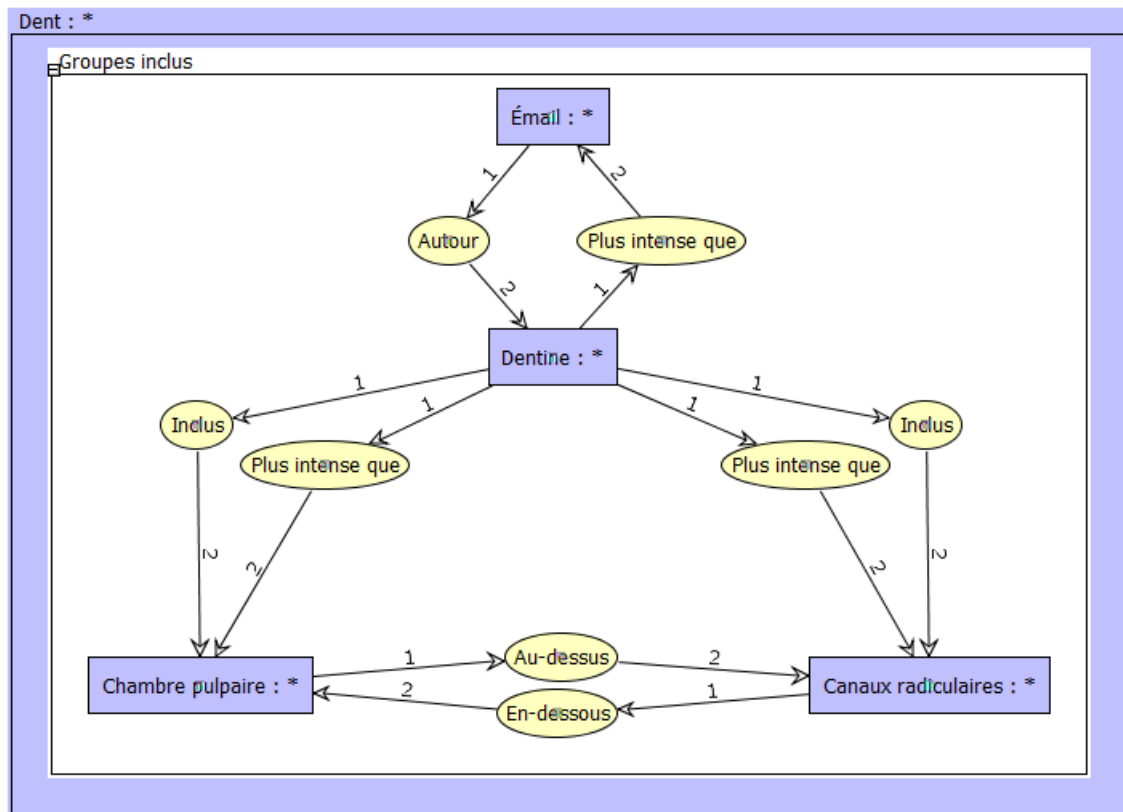 Dent : *
Groupes inclus
Émail : *
1
2
Autour
Plus intense que
2
1
Dentine : *
1
1
1
1
Inclus
Plus intense que
Plus intense que
Inclus
2
2
2
2
Chambre pulpaire : *
1
Au-dessus
2
Canaux radiculaires : *
2
En-dessous
1